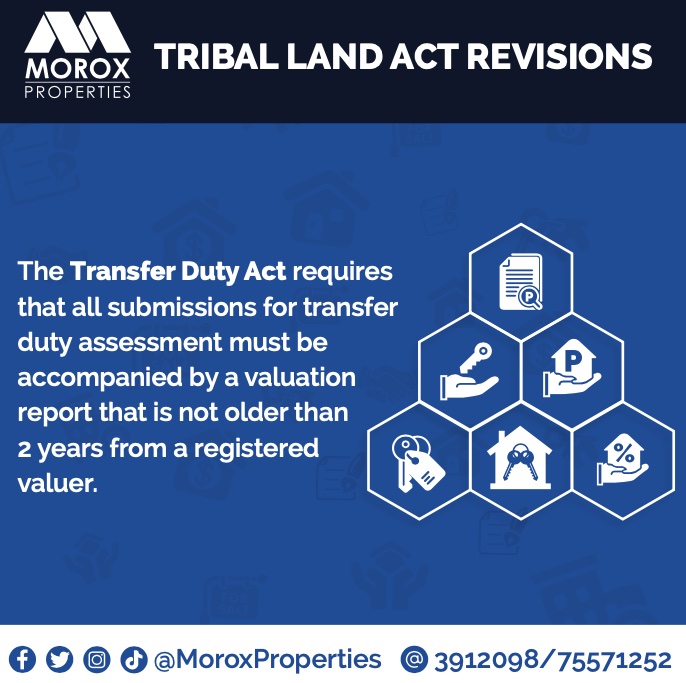 MOROX
PROPERTIES
TRIBAL LAND ACT REVISIONS
The Transfer Duty Act requires
that all submissions for transfer
duty assessment must be
accompanied by a valuation
report that is not older than
2 years from a registered
valuer.
P
P
%
@MoroxProperties @ 3912098/75571252